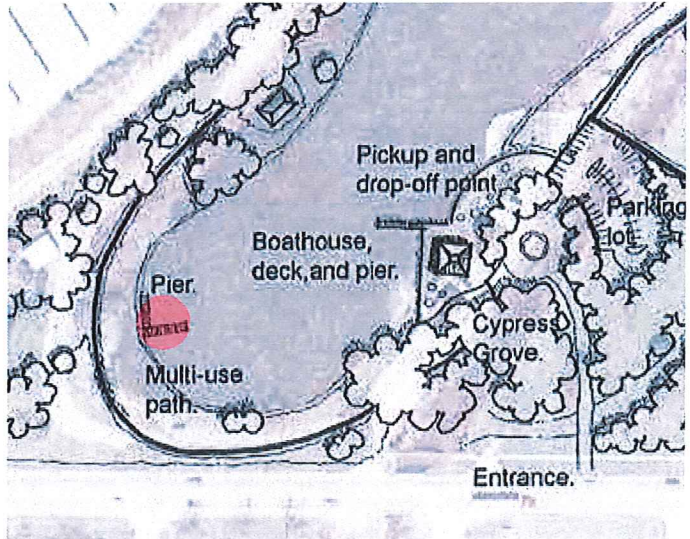 Pickup and
drop-off point
Parking
lot.
Boathouse,
deck,and pier.
Pier.
Cypress
Grove.
Multi-use
path.
Entrance.